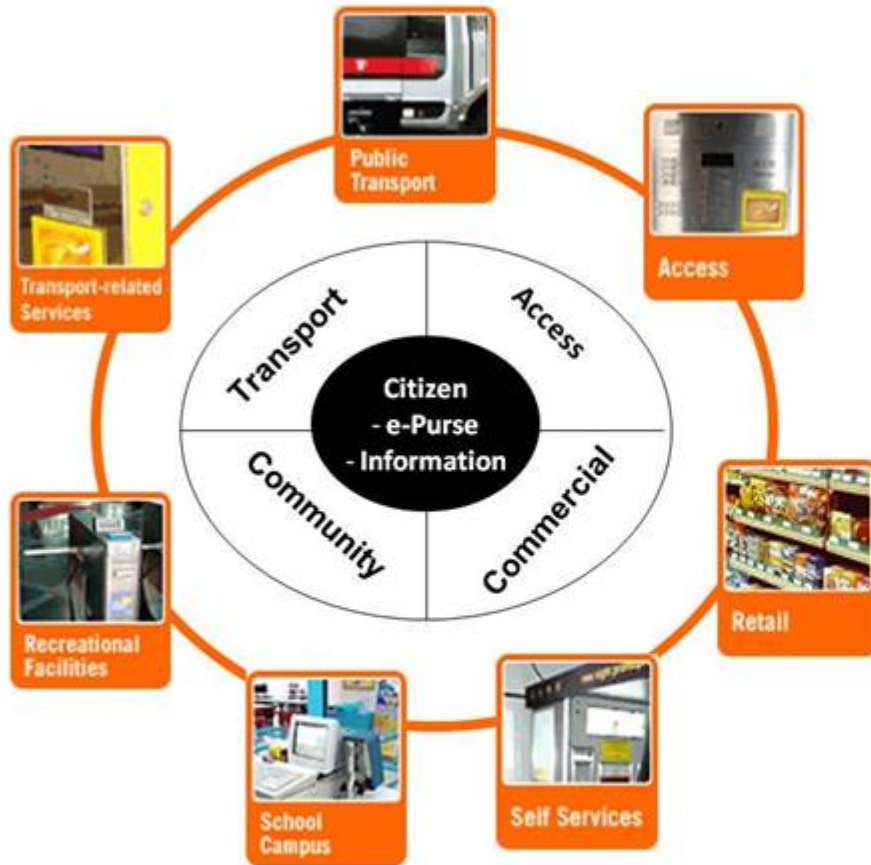 Public
Transport
Access
Transport-related
Services
Transport
Access
Citizen
- e-Purse
- Information
Community
Commercial
Recreational
Facilities
Retail
School
Campus
Self Services